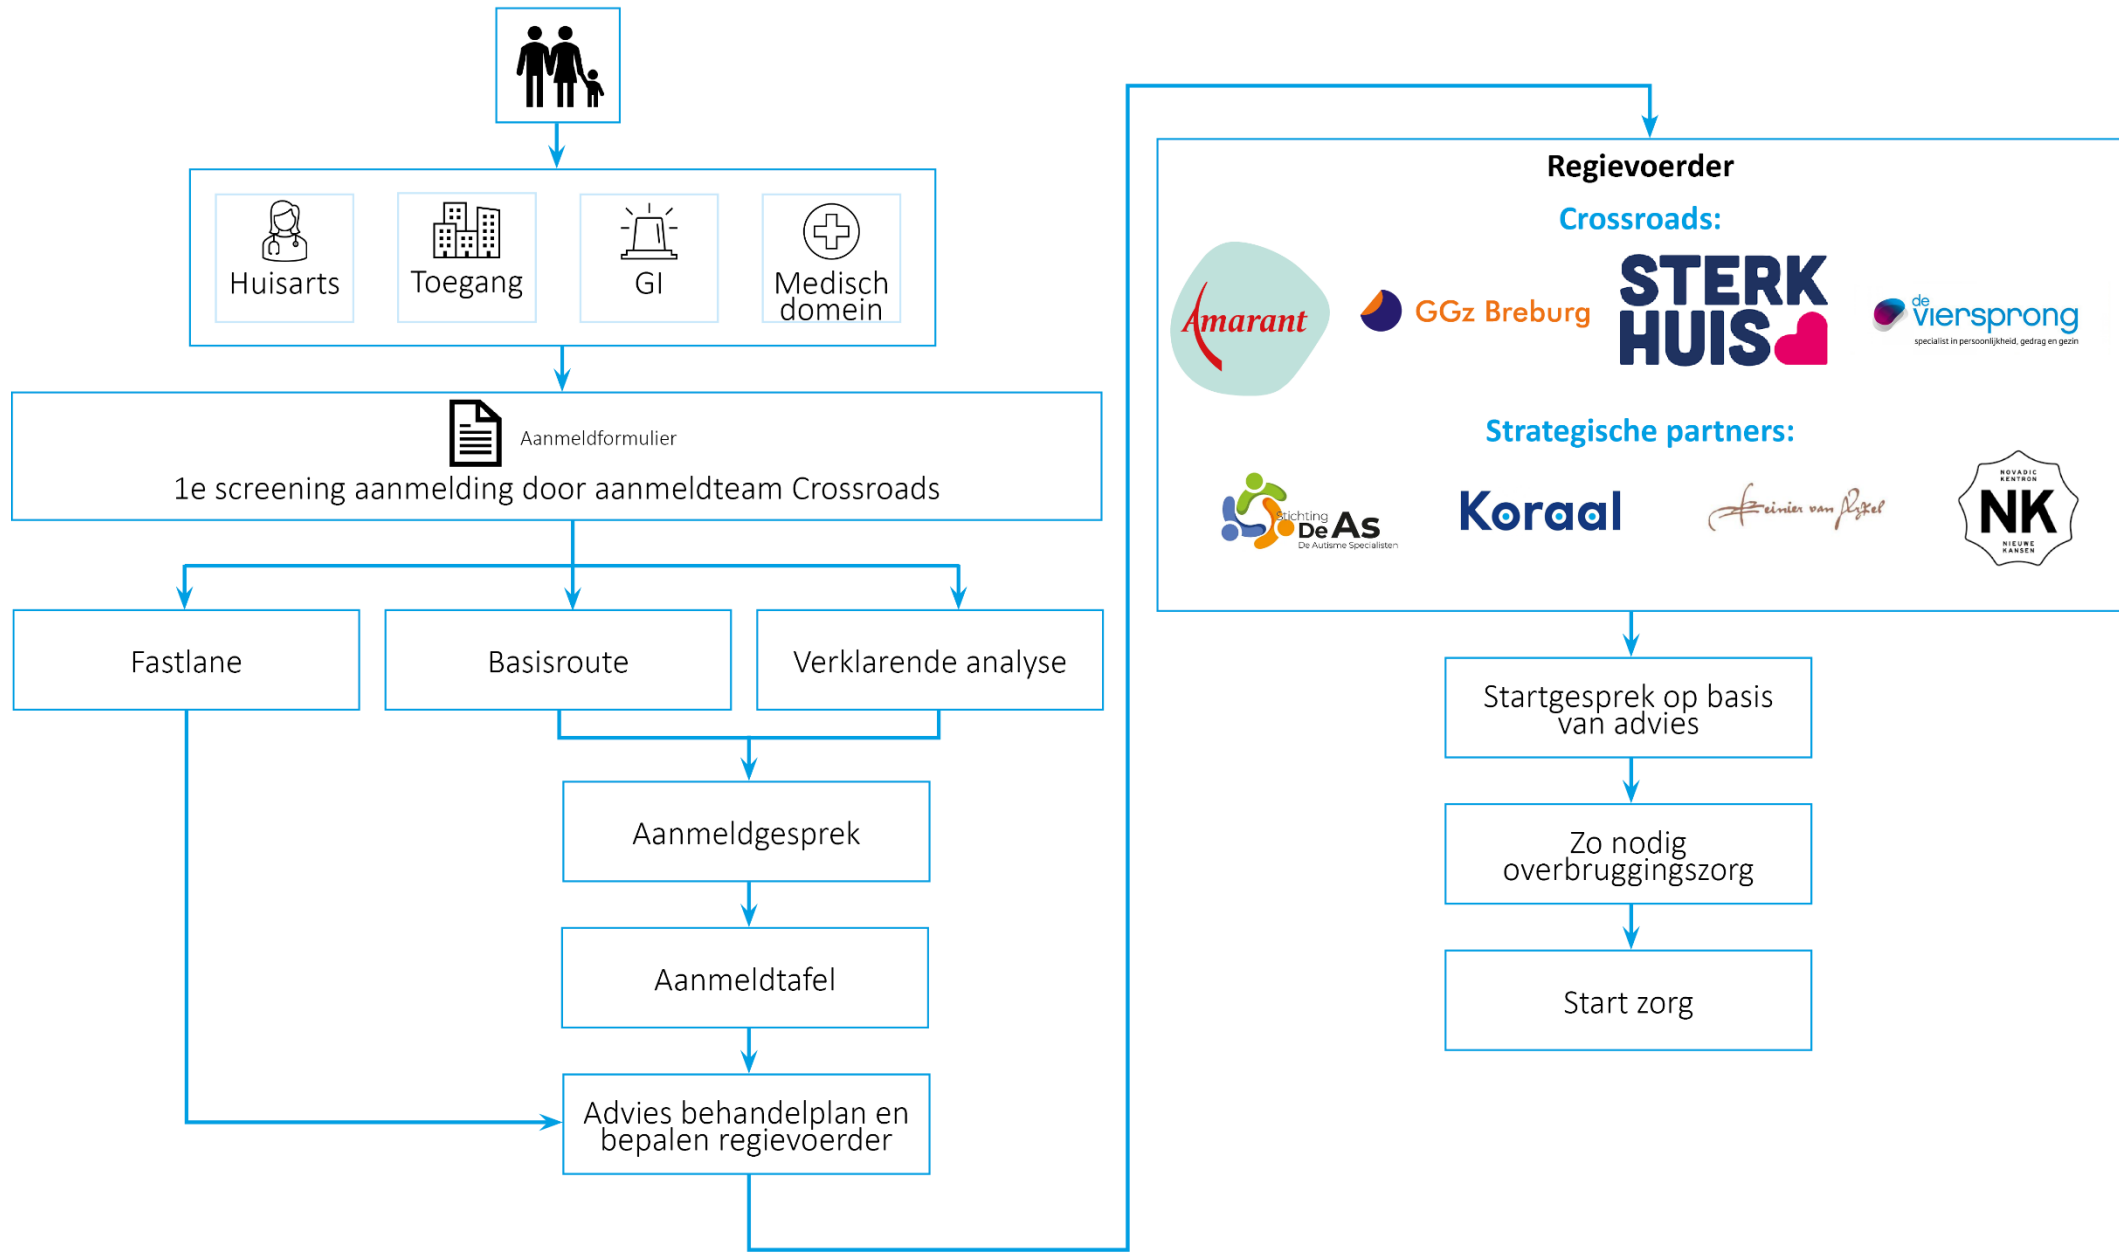 Huisarts
Toegang
GI
Medisch
domein
Aanmeldformulier
1e screening aanmelding door aanmeldteam Crossroads
Fastlane
Basisroute
Verklarende analyse
Aanmeldgesprek
Aanmeldtafel
Advies behandelplan en
bepalen regievoerder
Regievoerder
Crossroads:
Amarant
GGz Breburg
STERK
HUIS
de
viersprong
specialist in persoonlijkheid, gedrag en gezin
Strategische partners:
Stichting
De As
De Autisme Specialisten
Koraal
Reinier van Arkel
NOVADIC
KENTRON
NK
NIEUWE
KANSEN
Startgesprek op basis
van advies
Zo nodig
overbruggingszorg
Start zorg